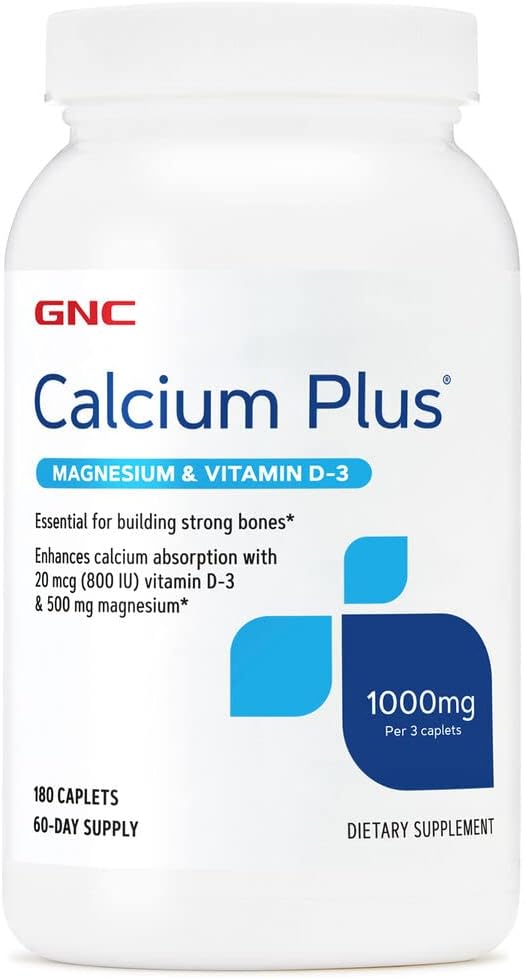 GNC
Calcium Plus®
MAGNESIUM & VITAMIN D-3
Essential for building strong bones*
Enhances calcium absorption with
20 mcg (800 IU) vitamin D-3
& 500 mg magnesium*
1000mg
Per 3 caplets
180 CAPLETS
60-DAY SUPPLY
DIETARY SUPPLEMENT